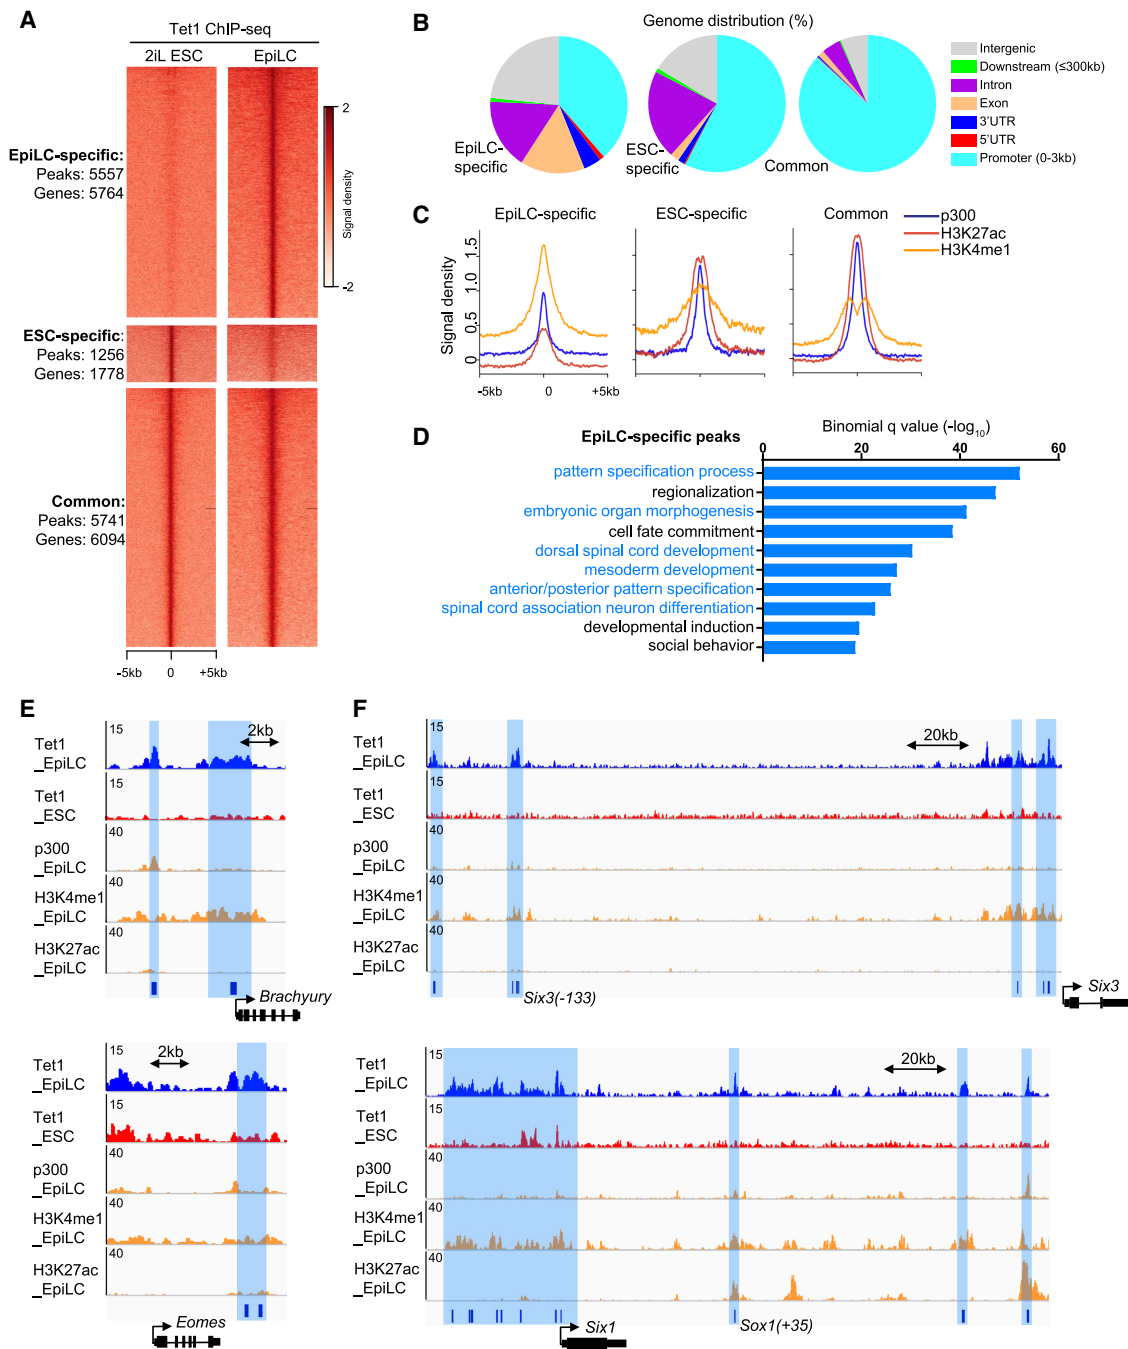 A
Tet1 ChIP-seq
2iL ESC
EpiLC
EpiLC-specific:
Peaks: 5557
Genes: 5764
ESC-specific:
Peaks: 1256
Genes: 1778
Common:
Peaks: 5741
Genes: 6094
2
-2
Signal density
-5kb
0
+5kb
B
Genome distribution (%)
EpiLC-
specific
ESC-
specific
Common
Intergenic
Downstream (≤300kb)
Intron
Exon
3'UTR
5'UTR
Promoter (0-3kb)
C
EpiLC-specific
ESC-specific
Common
p300
H3K27ac
H3K4me1
Signal density
1.5
1.0
0.5
0
-5kb
0
+5kb
D
EpiLC-specific peaks
Binomial q value (-log10)
0
20
40
60
pattern specification process
regionalization
embryonic organ morphogenesis
cell fate commitment
dorsal spinal cord development
mesoderm development
anterior/posterior pattern specification
spinal cord association neuron differentiation
developmental induction
social behavior
E
15
2kb
Tet1
_EpiLC
15
Tet1
_ESC
40
p300
_EpiLC
40
H3K4me1
_EpiLC
40
H3K27ac
_EpiLC
Brachyury
15
2kb
Tet1
_EpiLC
15
Tet1
_ESC
40
p300
_EpiLC
40
H3K4me1
_EpiLC
40
H3K27ac
_EpiLC
Eomes
F
15
20kb
Tet1
_EpiLC
15
Tet1
_ESC
40
p300
_EpiLC
40
H3K4me1
_EpiLC
40
H3K27ac
_EpiLC
Six3(-133)
Six3
15
20kb
Tet1
_EpiLC
15
Tet1
_ESC
40
p300
_EpiLC
40
H3K4me1
_EpiLC
40
H3K27ac
_EpiLC
Six1
Sox1(+35)